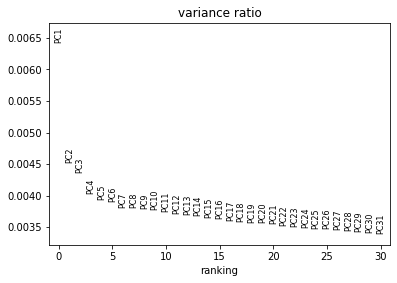 variance ratio
0.0065
0.0060
0.0055
0.0050
0.0045
0.0040
0.0035
PC1
PC2
PC3
PC4
PC5
PC6
PC7
PC8
PC9
PC10
PC11
PC12
PC13
PC14
PC15
PC16
PC17
PC18
PC19
PC20
PC21
PC22
PC23
PC24
PC25
PC26
PC27
PC28
PC29
PC30
PC31
0
5
10
15
20
25
30
ranking